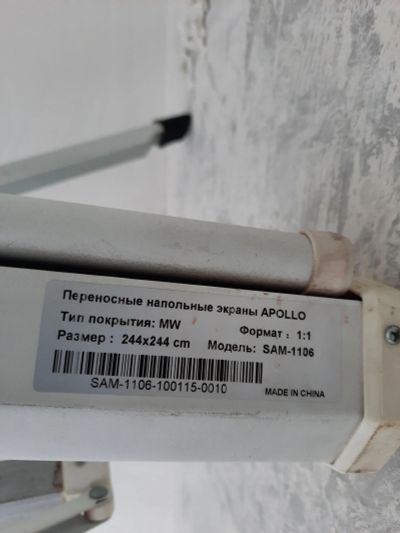 Переносные напольные экраны APOLLO
Тип покрытия: MW Формат : 1:1
Размер : 244x244 cm Модель: SAM-1106
SAM-1106-100115-0010 MADE IN CHINA